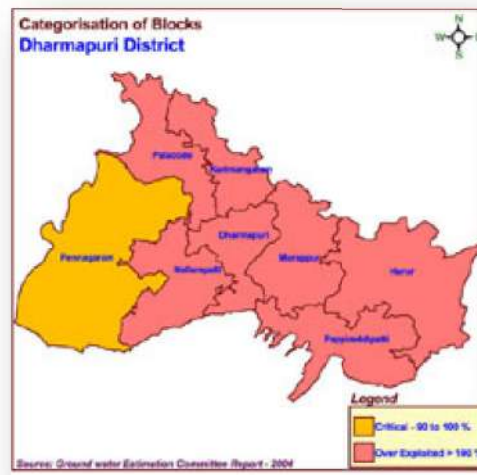 Categorisation of Blocks
Dharmapuri District
N
W
S
Palacode
Karimangalam
Pennagaram
Dharmapuri
Nallampalli
Morappur
Harur
Pappireddipatti
Legend
Critical - 90 to 100 %
Over Exploited > 100 %
Source: Ground water Estimation Committee Report - 2004